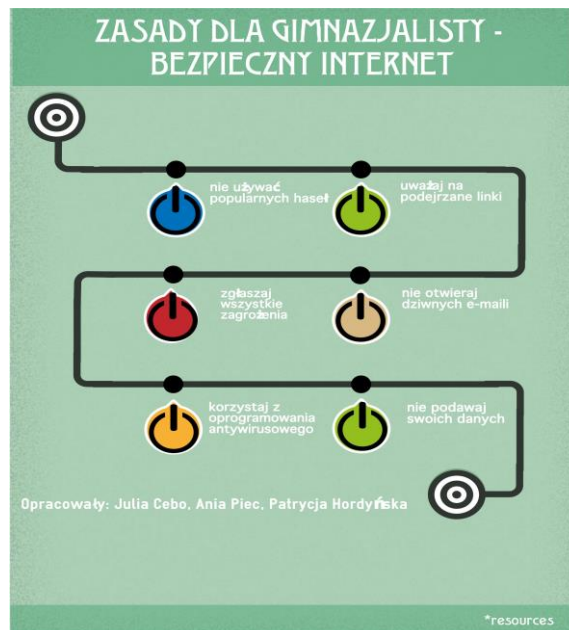 ZASADY DLA GIMNAZJALISTY -
BEZPIECZNY INTERNET
nie używać
popularnych haseł
uważaj na
podejrzane linki
zgłaszaj
wszystkie
zagrożenia
nie otwieraj
dziwnych e-maili
korzystaj z
oprogramowania
antywirusowego
nie podawaj
swoich danych
Opracowały: Julia Cebo, Ania Piec, Patrycja Hordyńska
*resources